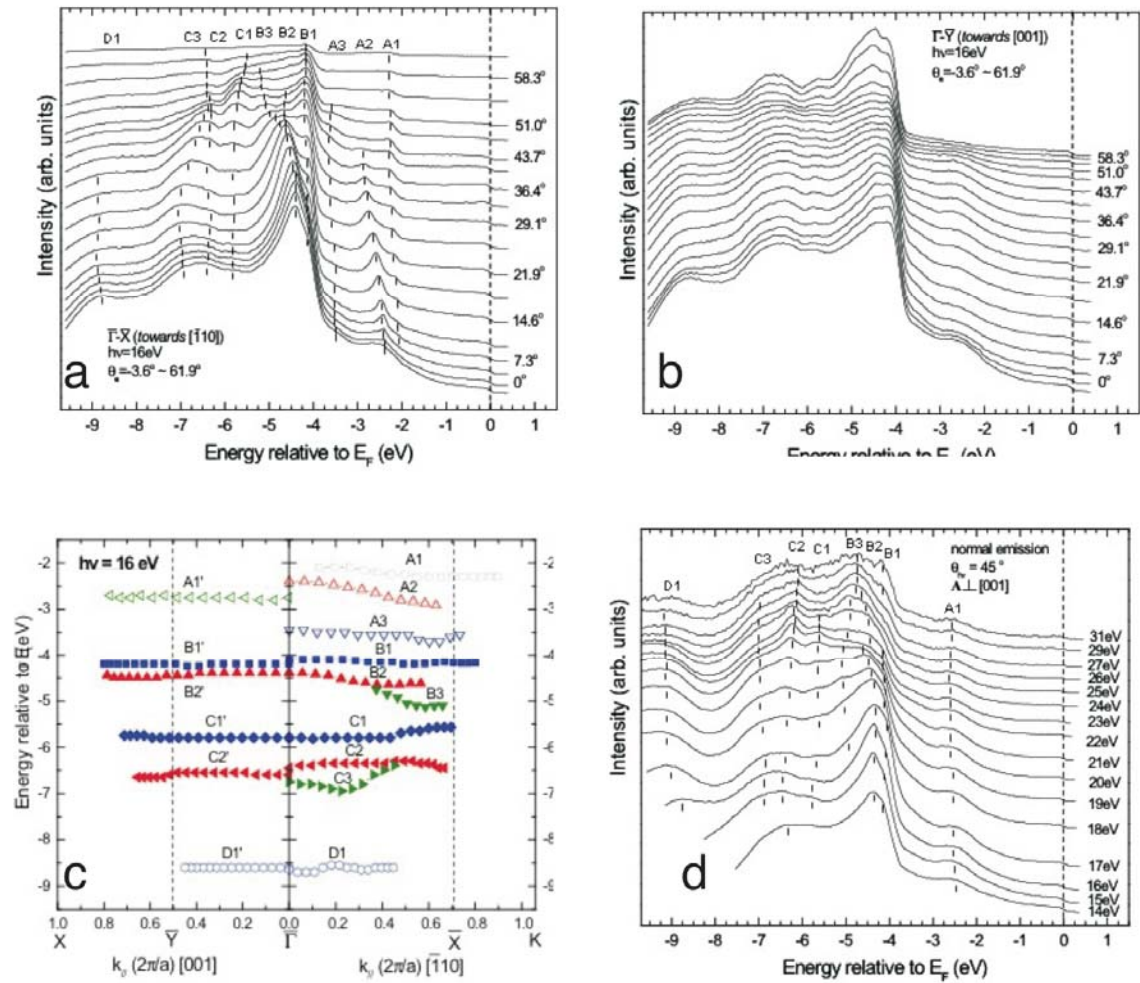 D1 C3 C2 C1 B3 B2 B1 A3 A2 A1
58.3°
51.0°
43.7°
36.4°
29.1°
21.9°
14.6°
7.3°
0°
Intensity (arb. units)
Γ̅-X̅ (towards [1̅10])
hν=16eV
θe=-3.6° ~ 61.9°
a
-9 -8 -7 -6 -5 -4 -3 -2 -1 0 1
Energy relative to EF (eV)
Γ̅-Y̅ (towards [001])
hν=16eV
θe=-3.6° ~ 61.9°
58.3°
51.0°
43.7°
36.4°
29.1°
21.9°
14.6°
7.3°
0°
Intensity (arb. units)
b
-9 -8 -7 -6 -5 -4 -3 -2 -1 0 1
Energy relative to EF (eV)
hν = 16 eV
A1
A2
A1'
A3
B1' B1
B2
B2'
B3
C1' C1
C2' C2
C3
D1' D1
-2
-3
-4
-5
-6
-7
-8
-9
Energy relative to Ef(eV)
c
1.0 0.8 0.6 0.4 0.2 0.0 0.2 0.4 0.6 0.8 1.0
X Y̅ Γ̅ X̅ K
k// (2π/a) [001] k// (2π/a) [1̅10]
D1 C3 C2 C1 B3 B2 B1 A1
normal emission
θhν = 45°
A⊥ [001]
31eV
29eV
27eV
26eV
25eV
24eV
23eV
22eV
21eV
20eV
19eV
18eV
17eV
16eV
15eV
14eV
Intensity (arb. units)
d
-9 -8 -7 -6 -5 -4 -3 -2 -1 0 1
Energy relative to EF (eV)